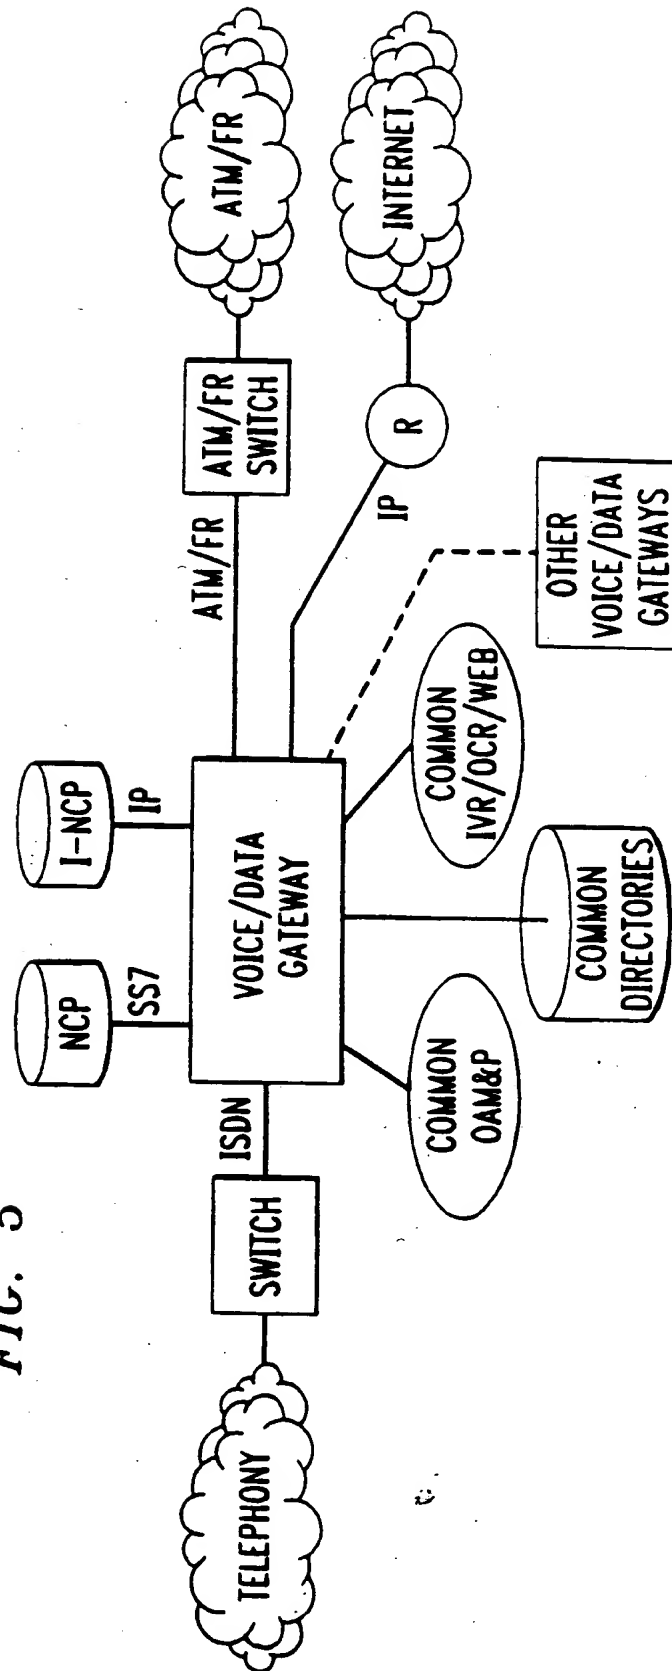 FIG. 5
NCP
I-NCP
SS7
IP
TELEPHONY
SWITCH
ISDN
VOICE/DATA
GATEWAY
ATM/FR
ATM/FR
SWITCH
ATM/FR
IP
R
INTERNET
COMMON
OAM&P
COMMON
DIRECTORIES
COMMON
IVR/OCR/WEB
OTHER
VOICE/DATA
GATEWAYS